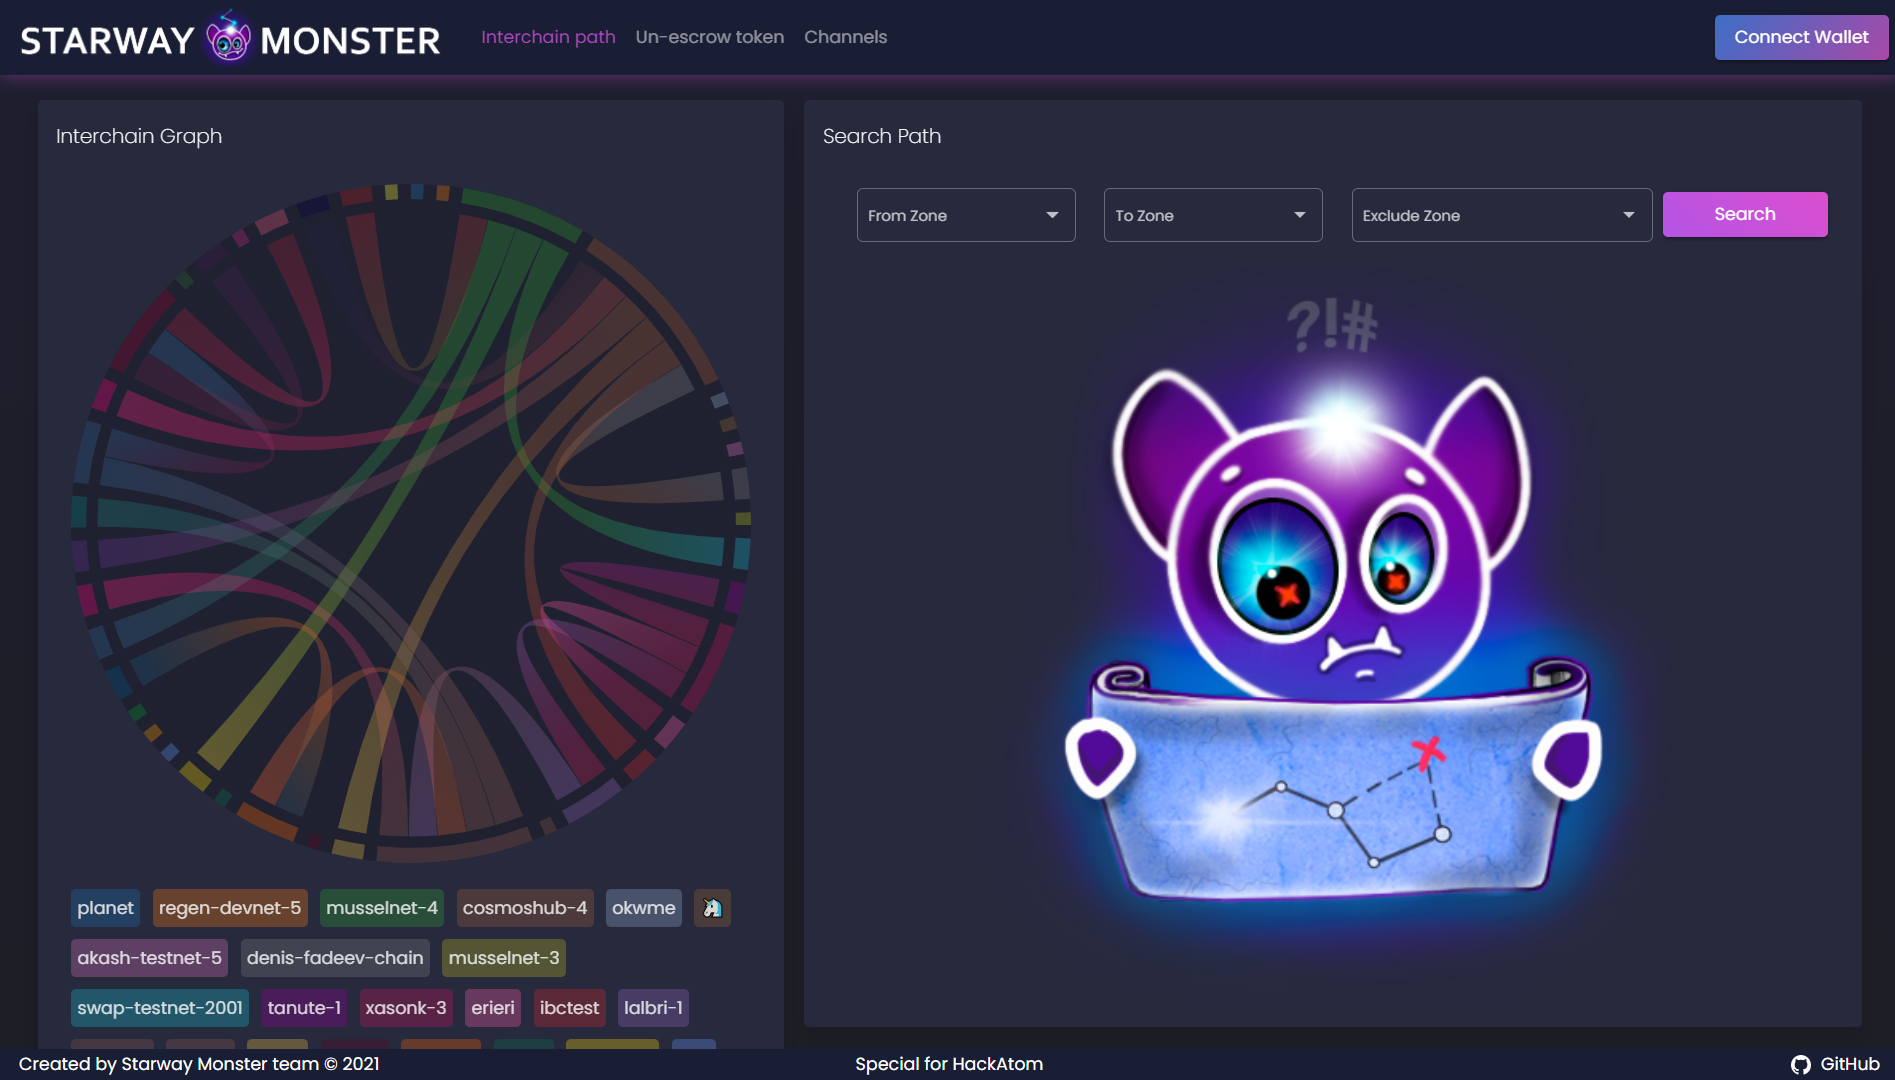 STARWAY MONSTER
Interchain path
Un-escrow token
Channels
Connect Wallet
Interchain Graph
planet
regen-devnet-5
musselnet-4
cosmoshub-4
okwme
🦄
akash-testnet-5
denis-fadeev-chain
musselnet-3
swap-testnet-2001
tanute-1
xasonk-3
erieri
ibctest
lalbri-1
Search Path
From Zone
To Zone
Exclude Zone
Search
?!#
Created by Starway Monster team © 2021
Special for HackAtom
GitHub